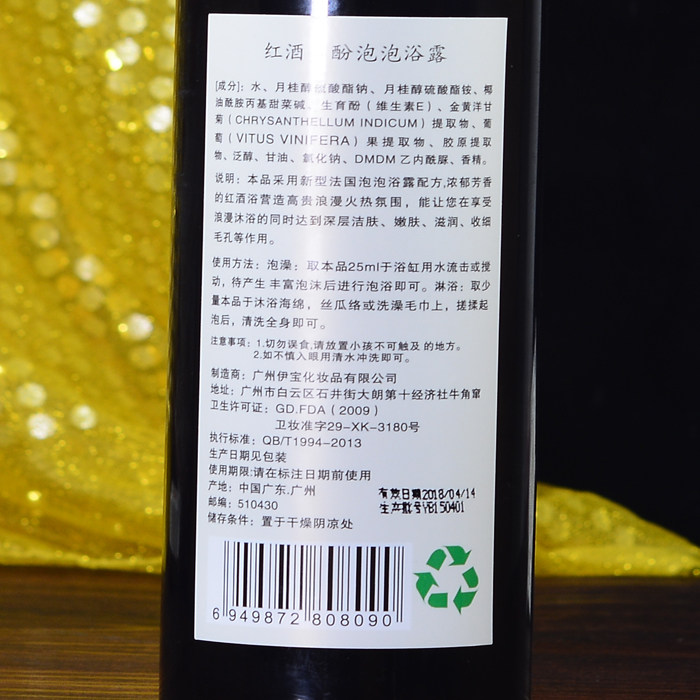 红酒 酚泡泡浴露
[成分]：水、月桂醇硫酸酯钠、月桂醇硫酸酯铵、椰
油酰胺丙基甜菜碱、生育酚（维生素E）、金黄洋甘
菊（CHRYSANTHELLUM INDICUM）提取物、葡
萄（VITUS VINIFERA）果提取物、胶原提取
物、泛醇、甘油、氯化钠、DMDM 乙内酰脲、香精。
说明：本品采用新型法国泡泡浴露配方,浓郁芳香
的红酒浴营造高贵浪漫火热氛围，能让您在享受
浪漫沐浴的同时达到深层洁肤、嫩肤、滋润、收细
毛孔等作用。
使用方法：泡澡：取本品25ml于浴缸用水流击或搅
动，待产生丰富泡沫后进行泡浴即可。淋浴：取少
量本品于沐浴海绵，丝瓜络或洗澡毛巾上，搓揉起
泡后，清洗全身即可。
注意事项：1.切勿误食,请放置小孩不可触及的地方。
2.如不慎入眼用清水冲洗即可。
制造商：广州伊宝化妆品有限公司
地址：广州市白云区石井街大朗第十经济社牛角窜
卫生许可证：GD.FDA（2009）
卫妆准字29-XK-3180号
执行标准：QB/T1994-2013
生产日期见包装
使用期限:请在标注日期前使用
产地：中国广东.广州
邮编：510430
储存条件：置于干燥阴凉处
有效日期2018/04/14
生产批号YB150401
6 949872 808090